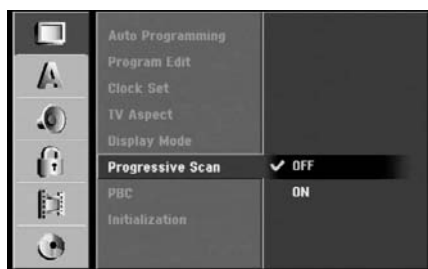 Auto Programming
Program Edit
Clock Set
TV Aspect
Display Mode
Progressive Scan
OFF
PBC
ON
Initialization
A